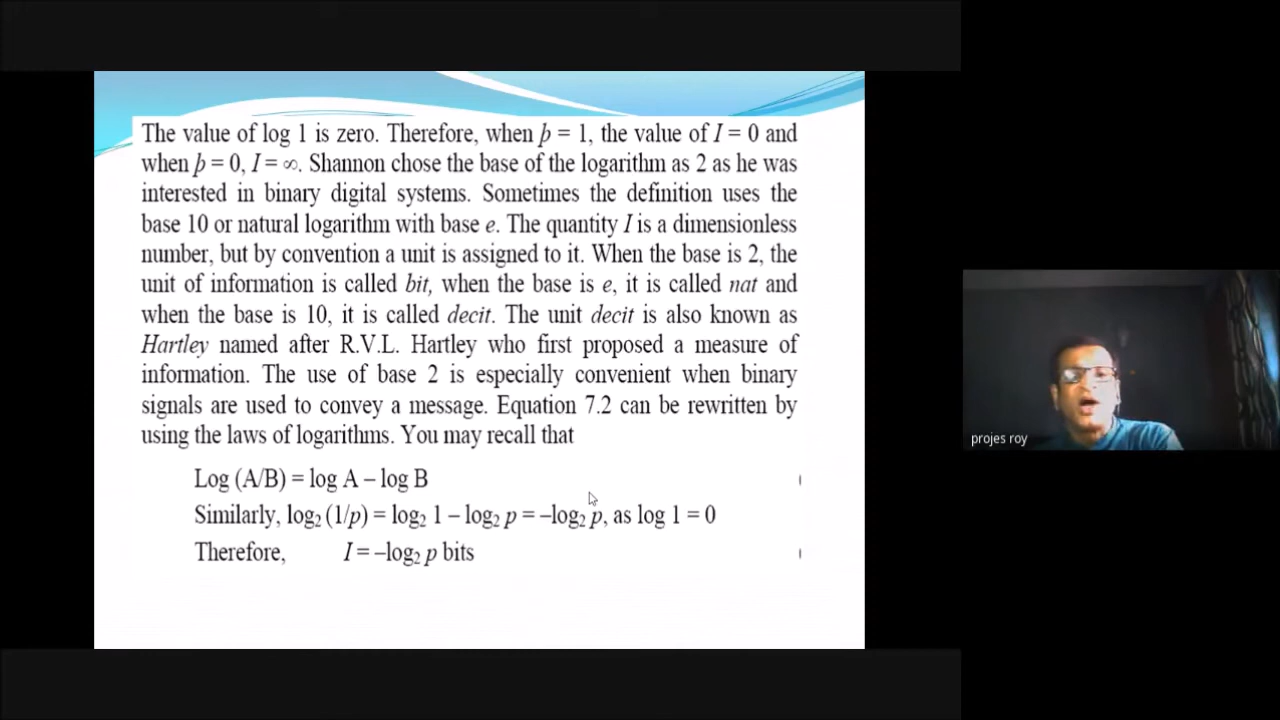 The value of log 1 is zero. Therefore, when p = 1, the value of I = 0 and
when p = 0, I = ∞. Shannon chose the base of the logarithm as 2 as he was
interested in binary digital systems. Sometimes the definition uses the
base 10 or natural logarithm with base e. The quantity I is a dimensionless
number, but by convention a unit is assigned to it. When the base is 2, the
unit of information is called bit, when the base is e, it is called nat and
when the base is 10, it is called decit. The unit decit is also known as
Hartley named after R.V.L. Hartley who first proposed a measure of
information. The use of base 2 is especially convenient when binary
signals are used to convey a message. Equation 7.2 can be rewritten by
using the laws of logarithms. You may recall that
Log (A/B) = log A – log B
Similarly, log₂ (1/p) = log₂ 1 – log₂ p = –log₂ p, as log 1 = 0
Therefore, I = –log₂ p bits
projes roy